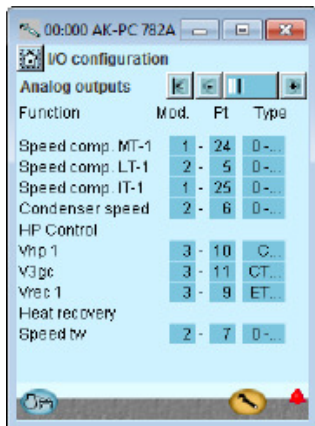 00:000 AK-PC 782A
I/O configuration
Analog outputs
Function Mod. Pt Type
Speed comp. MT-1 1 - 24 0-...
Speed comp. LT-1 2 - 5 0-...
Speed comp. IT-1 1 - 25 0-...
Condenser speed 2 - 6 0-...
HP Control
Vhp 1 3 - 10 C...
V3gc 3 - 11 CT...
Vrec 1 3 - 9 ET...
Heat recovery
Speed tw 2 - 7 0-...